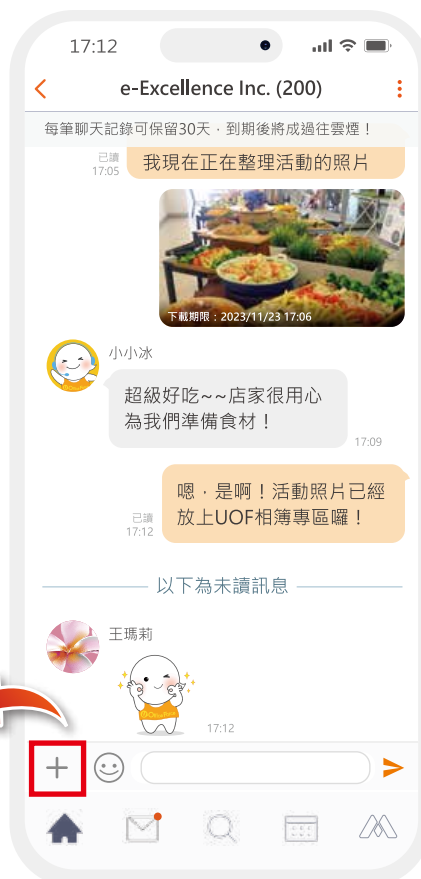 17:12
e-Excellence Inc. (200)
每筆聊天記錄可保留30天，到期後將成過往雲煙！
已讀
17:05
我現在正在整理活動的照片
下載期限：2023/11/23 17:06
小小冰
超級好吃~~店家很用心
為我們準備食材！
17:09
嗯，是啊！活動照片已經
放上UOF相簿專區囉！
已讀
17:12
以下為未讀訊息
王瑪莉
17:12